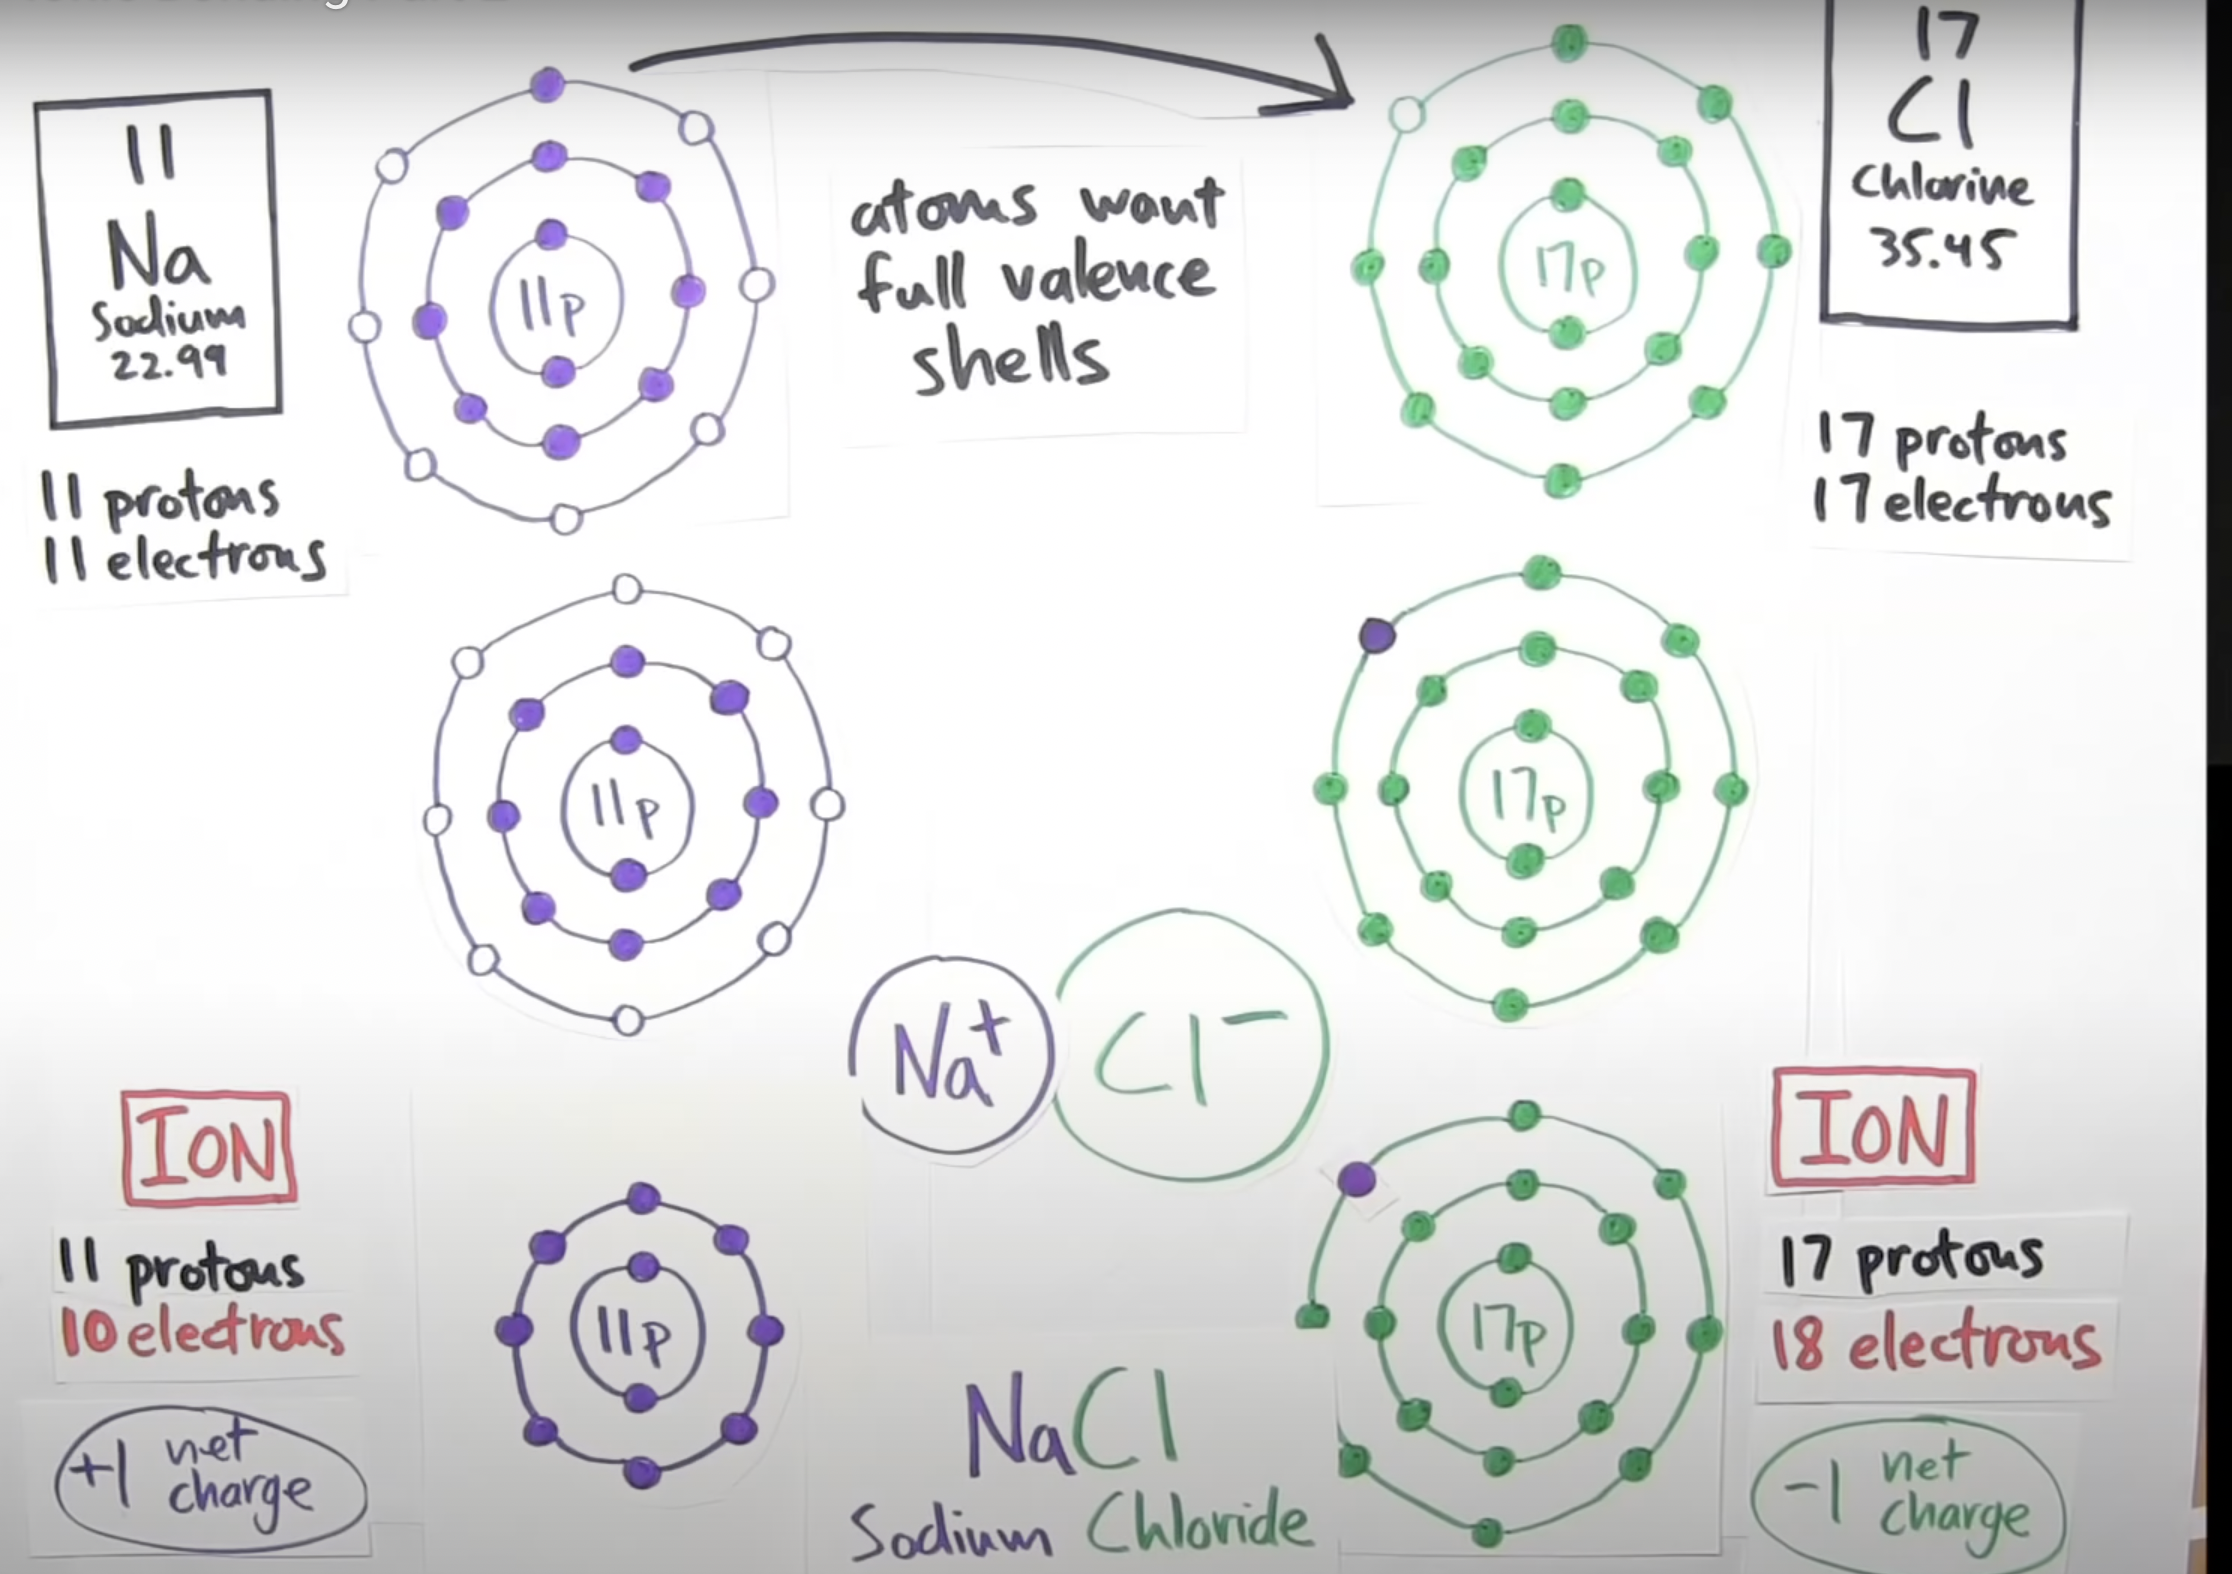 11
Na
Sodium
22.99
11 protons
11 electrons
11p
atoms want
full valence
shells
17p
17
Cl
Chlorine
35.45
17 protons
17 electrons
11p
17p
Na+
Cl−
ION
11 protons
10 electrons
+1 net
charge
11p
NaCl
Sodium Chloride
17p
ION
17 protons
18 electrons
−1 net
charge